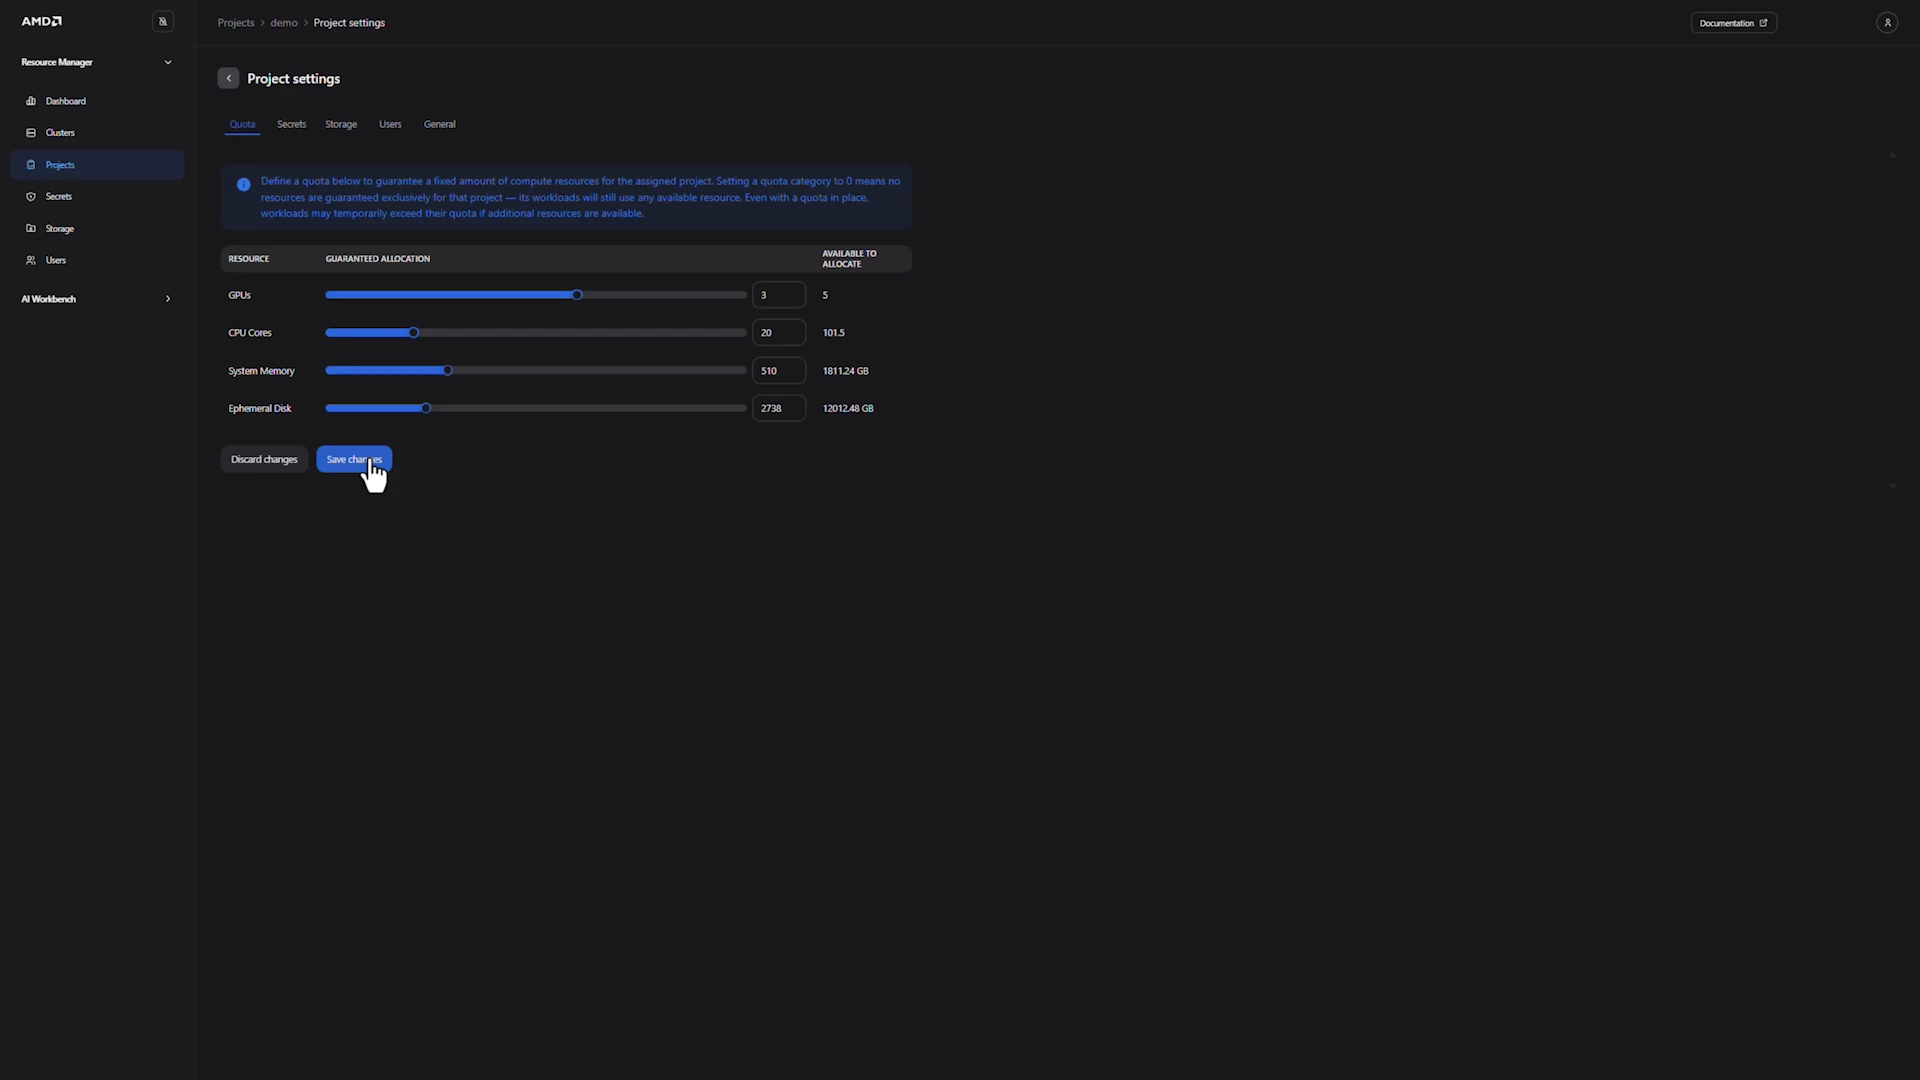 AMD
Projects > demo > Project settings
Documentation
Resource Manager
Dashboard
Clusters
Projects
Secrets
Storage
Users
AI Workbench
Project settings
Quota Secrets Storage Users General
Define a quota below to guarantee a fixed amount of compute resources for the assigned project. Setting a quota category to 0 means no
resources are guaranteed exclusively for that project — its workloads will still use any available resource. Even with a quota in place,
workloads may temporarily exceed their quota if additional resources are available.
RESOURCE GUARANTEED ALLOCATION AVAILABLE TO
ALLOCATE
GPUs 3 5
CPU Cores 20 101.5
System Memory 510 1811.24 GB
Ephemeral Disk 2738 12012.48 GB
Discard changes Save changes